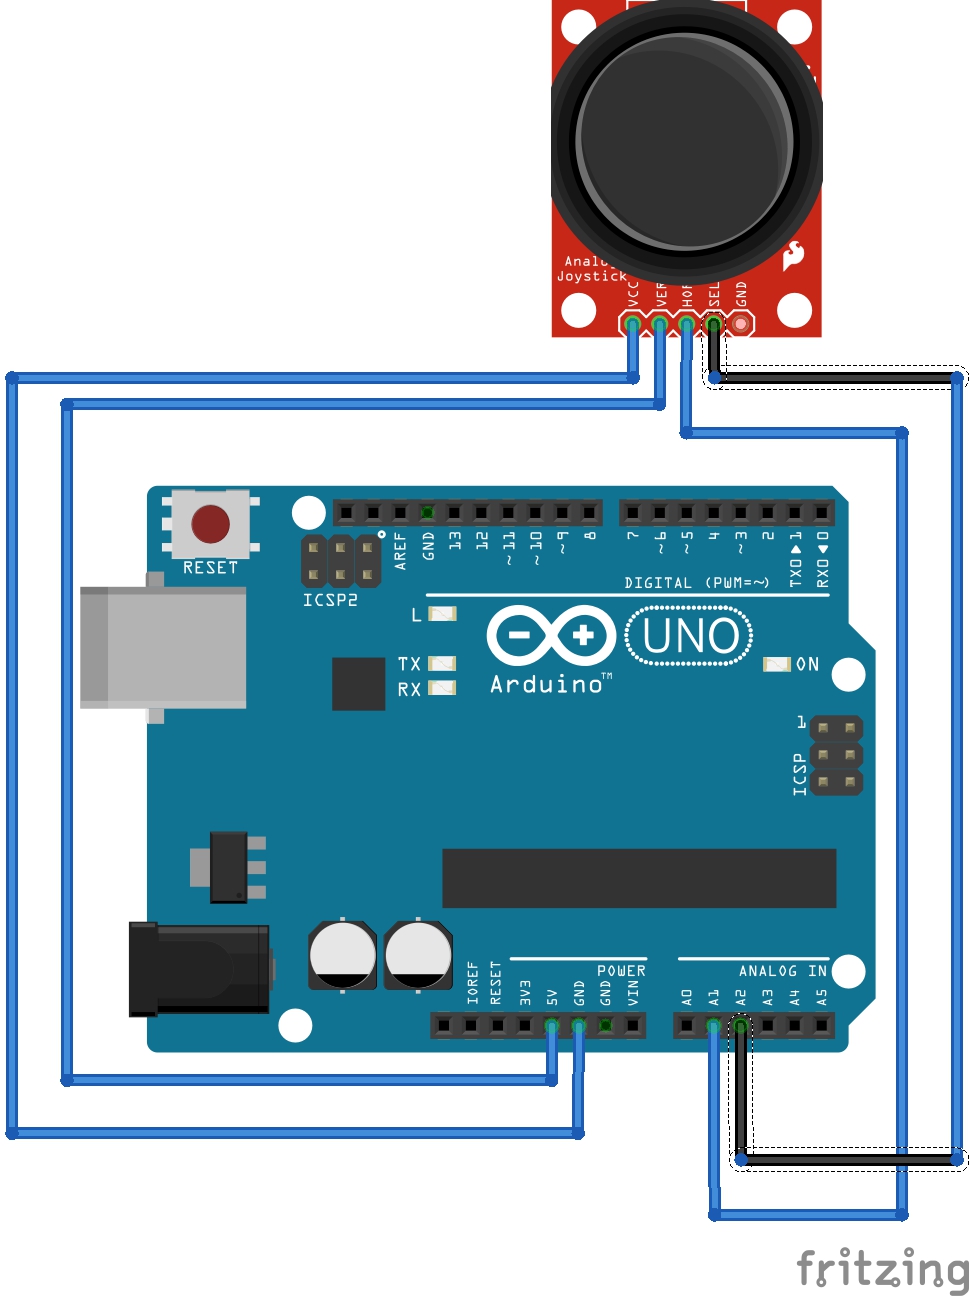 Analog
Joystick
VCC
VER
HOR
SEL
GND
RESET
ICSP2
AREF
GND
13
12
~11
~10
~9
8
7
~6
~5
4
~3
2
TX0 1
RX0 0
DIGITAL (PWM=~)
L
TX
RX
UNO
Arduino™
ON
1
ICSP
POWER
ANALOG IN
IOREF
RESET
3V3
5V
GND
GND
VIN
A0
A1
A2
A3
A4
A5
fritzing